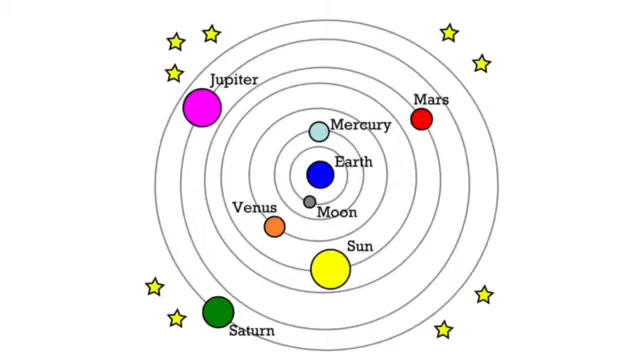 Jupiter
Mars
Mercury
Earth
Venus
Moon
Sun
Saturn